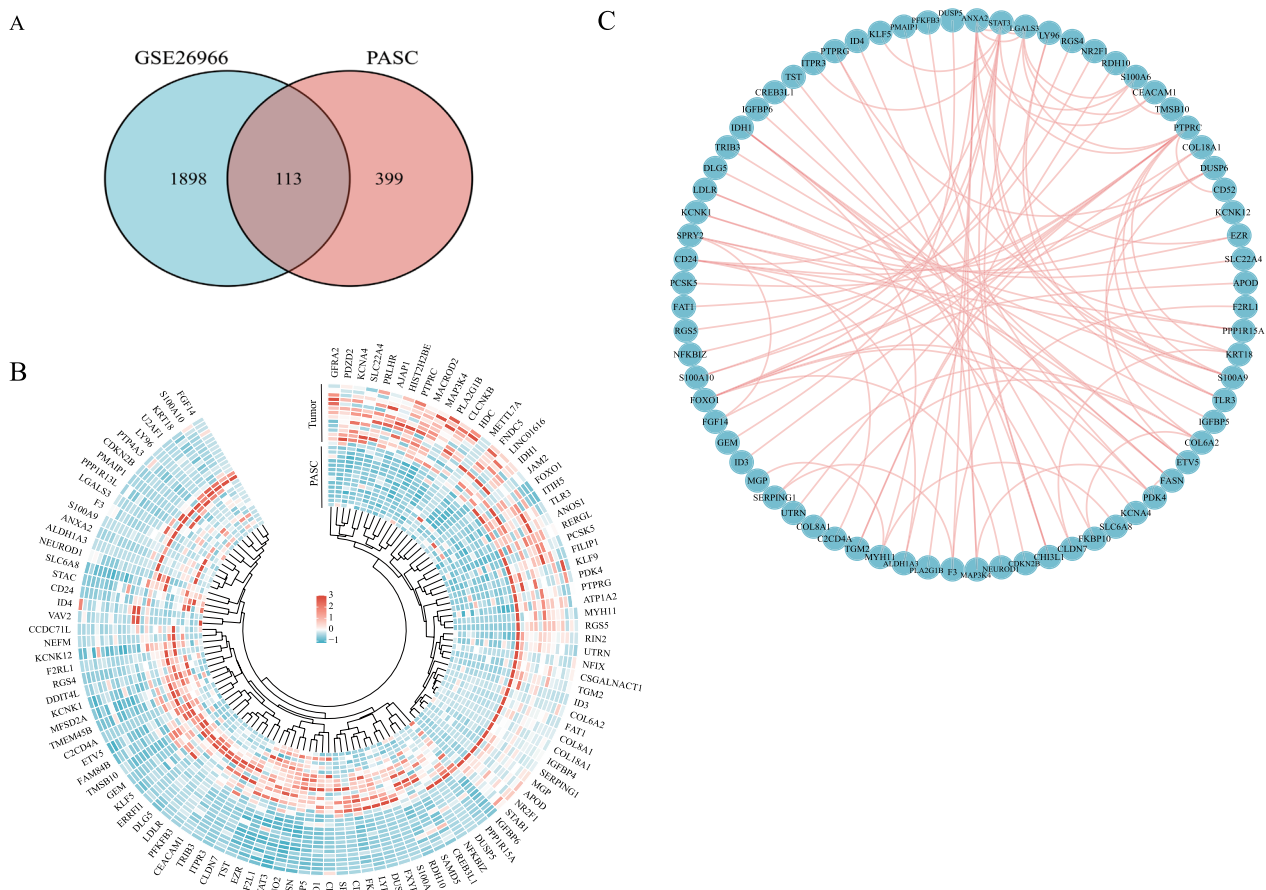 A
GSE26966
PASC
1898
113
399
B
Tumor
PASC
GFRA2
PDZD2
KCNA4
SLC22A4
PRLHR
AJAP1
HIST2H2BE
PTPRC
MACROD2
MAP3K4
PLA2G1B
CLCNKB
HDC
METTL7A
FNDC5
LINC01616
IDH1
JAM2
FOXO1
ITIH5
TLR3
ANOS1
RERGL
PCSK5
FILIP1
KLF9
PDK4
PTPRG
ATP1A2
MYH11
RGS5
RIN2
UTRN
NFIX
CSGALNACT1
TGM2
ID3
COL6A2
FAT1
COL8A1
COL18A1
IGFBP4
SERPING1
MGP
APOD
NR2F1
STAB1
IGFBP6
PPP1R15A
DUSP5
NFKBIZ
CREB3L1
SAMD5
RDH10
EZR
TST
CLDN7
ITPR3
TRIB3
CEACAM1
PFKFB3
LDLR
DLG5
ERRFI1
KLF5
GEM
TMSB10
FAM84B
ETV5
C2CD4A
TMEM45B
MFSD2A
KCNK1
DDIT4L
RGS4
F2RL1
KCNK12
NEFM
CCDC71L
VAV2
ID4
CD24
STAC
SLC6A8
NEUROD1
ALDH1A3
ANXA2
S100A9
F3
LGALS3
PPP1R13L
PMAIP1
CDKN2B
PTP4A3
LY96
U2AF1
KRT18
S100A10
FGF14
3
2
1
0
−1
C
ANXA2
STAT3
LGALS3
LY96
RGS4
NR2F1
RDH10
S100A6
CEACAM1
TMSB10
PTPRC
COL18A1
DUSP6
CD52
KCNK12
EZR
SLC22A4
APOD
F2RL1
PPP1R15A
KRT18
S100A9
TLR3
IGFBP5
COL6A2
ETV5
FASN
PDK4
KCNA4
SLC6A8
FKBP10
CLDN7
CHI3L1
CDKN2B
NEUROD1
MAP3K4
F3
PLA2G1B
ALDH1A3
MYH11
TGM2
C2CD4A
COL8A1
UTRN
SERPING1
MGP
ID3
GEM
FGF14
FOXO1
S100A10
NFKBIZ
RGS5
FAT1
PCSK5
CD24
SPRY2
KCNK1
LDLR
DLG5
TRIB3
IDH1
IGFBP6
CREB3L1
TST
ITPR3
PTPRG
ID4
KLF5
PMAIP1
PFKFB3
DUSP5